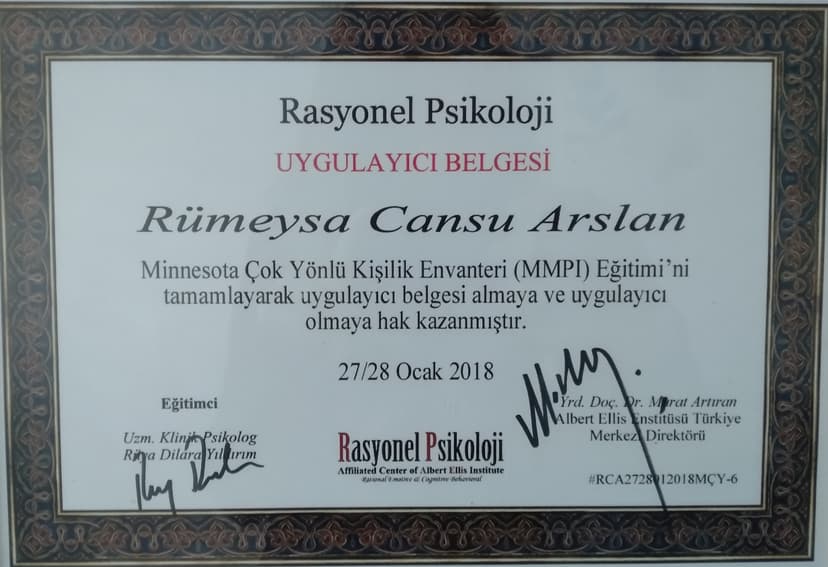 Rasyonel Psikoloji
UYGULAYICI BELGESİ
Rümeysa Cansu Arslan
Minnesota Çok Yönlü Kişilik Envanteri (MMPI) Eğitimi'ni
tamamlayarak uygulayıcı belgesi almaya ve uygulayıcı
olmaya hak kazanmıştır.
27/28 Ocak 2018
Eğitimci
Uzm. Klinik Psikolog
Dilara Yıldırım
Rasyonel Psikoloji
Affiliated Center of Albert Ellis Institute
Rational Emotive & Cognitive-Behavioral
Yrd. Doç. Dr. Murat Artıran
Albert Ellis Enstitüsü Türkiye
Merkezi Direktörü
#RCA2728012018MÇY-6